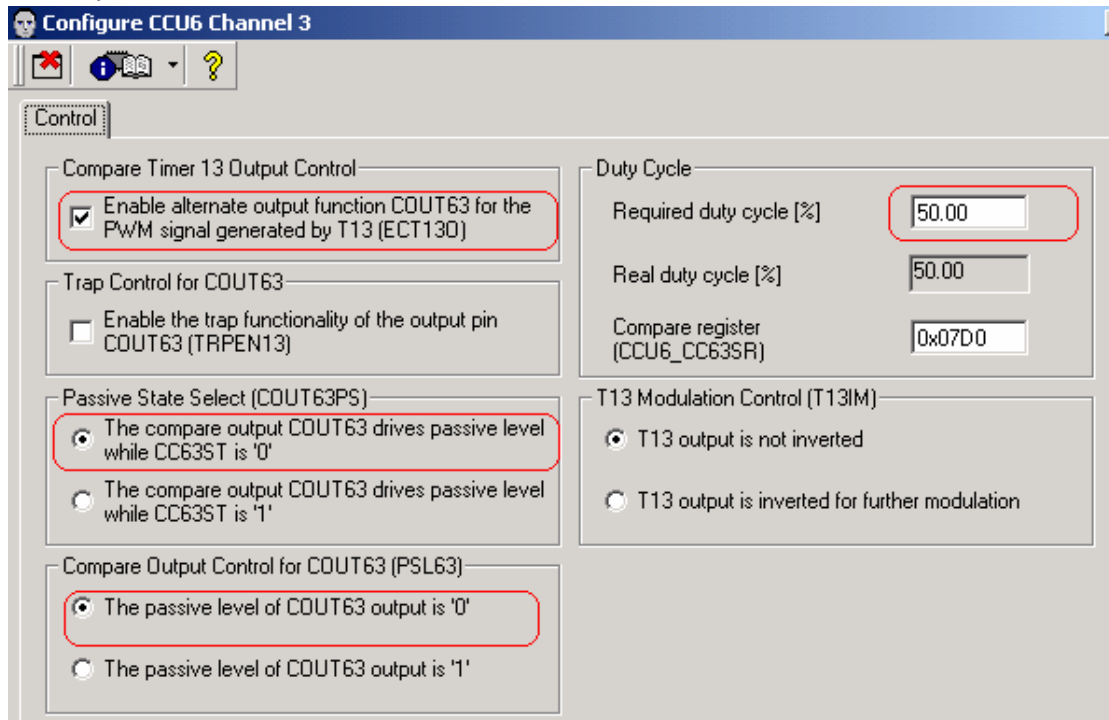 Configure CCU6 Channel 3
Control
Compare Timer 13 Output Control
Enable alternate output function COUT63 for the
PWM signal generated by T13 (ECT13O)
Trap Control for COUT63
Enable the trap functionality of the output pin
COUT63 (TRPEN13)
Passive State Select (COUT63PS)
The compare output COUT63 drives passive level
while CC63ST is '0'
The compare output COUT63 drives passive level
while CC63ST is '1'
Compare Output Control for COUT63 (PSL63)
The passive level of COUT63 output is '0'
The passive level of COUT63 output is '1'
Duty Cycle
Required duty cycle [%] 50.00
Real duty cycle [%] 50.00
Compare register
(CCU6_CC63SR) 0x07D0
T13 Modulation Control (T13IM)
T13 output is not inverted
T13 output is inverted for further modulation